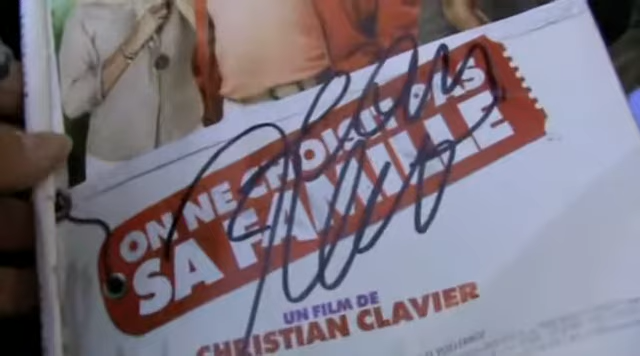 ON NE CHOISIT PAS
SA FAMILLE
UN FILM DE
CHRISTIAN CLAVIER